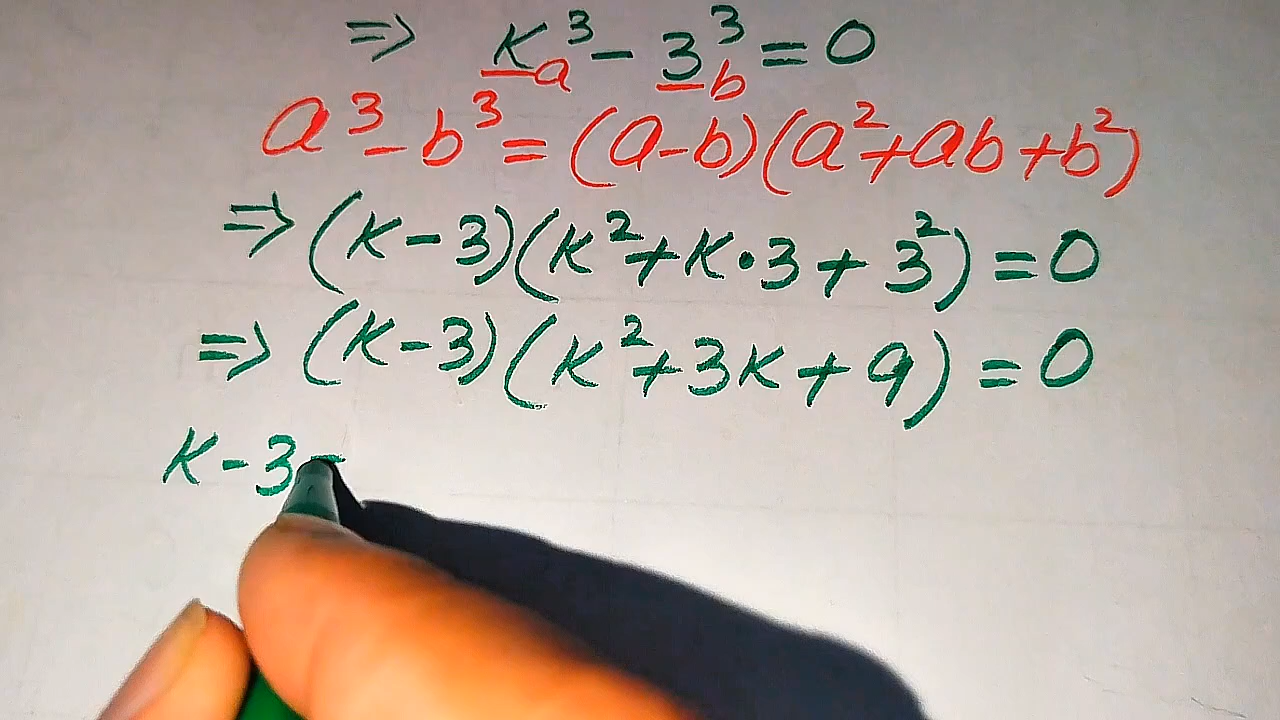 => K³ - 3³ = 0
a b
a³ - b³ = (a-b)(a²+ab+b²)
=> (K-3)(K²+K·3+3²) = 0
=> (K-3)(K²+3K+9) = 0
K-3=